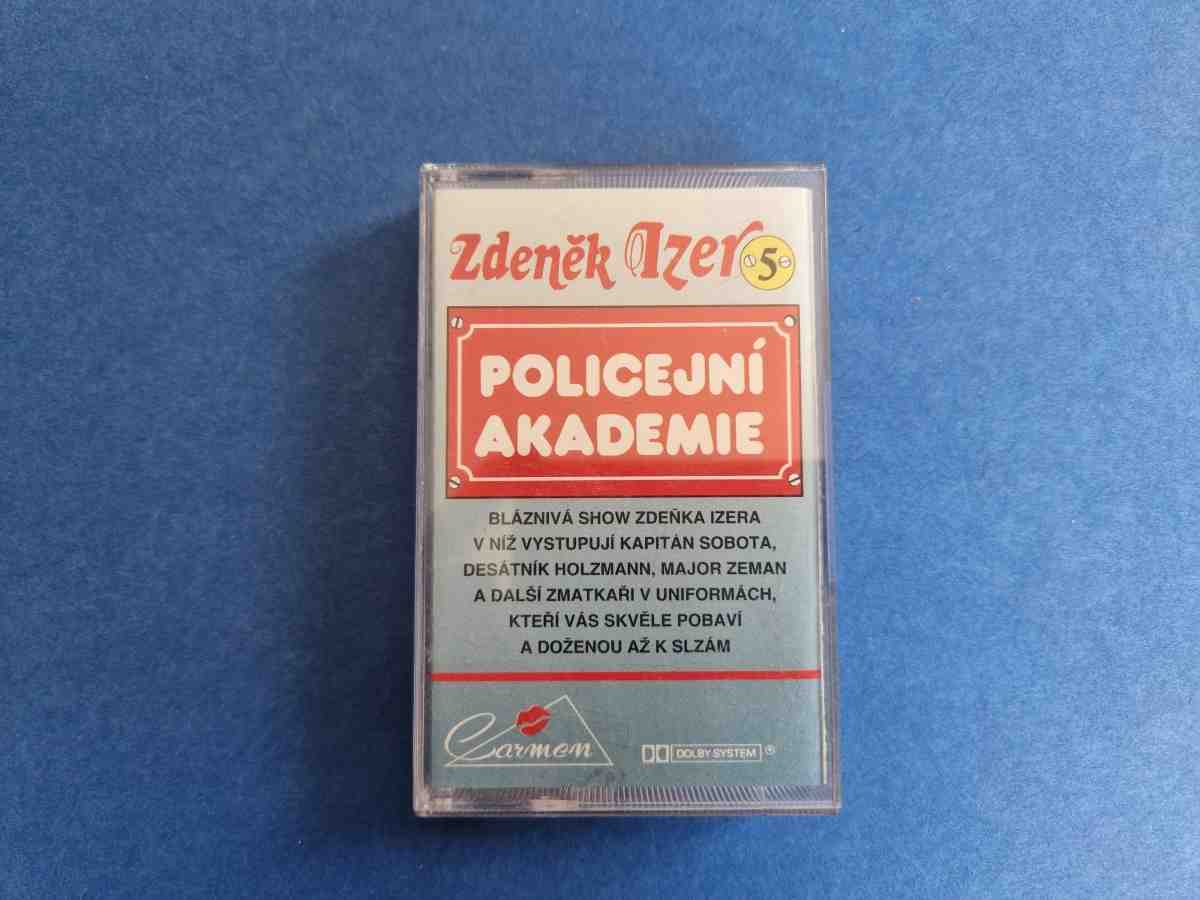 Zdeněk Izer 5
POLICEJNÍ
AKADEMIE
BLÁZNIVÁ SHOW ZDEŇKA IZERA
V NÍŽ VYSTUPUJÍ KAPITÁN SOBOTA,
DESÁTNÍK HOLZMANN, MAJOR ZEMAN
A DALŠÍ ZMATKAŘI V UNIFORMÁCH,
KTEŘÍ VÁS SKVĚLE POBAVÍ
A DOŽENOU AŽ K SLZÁM
Carmen
DOLBY SYSTEM ®